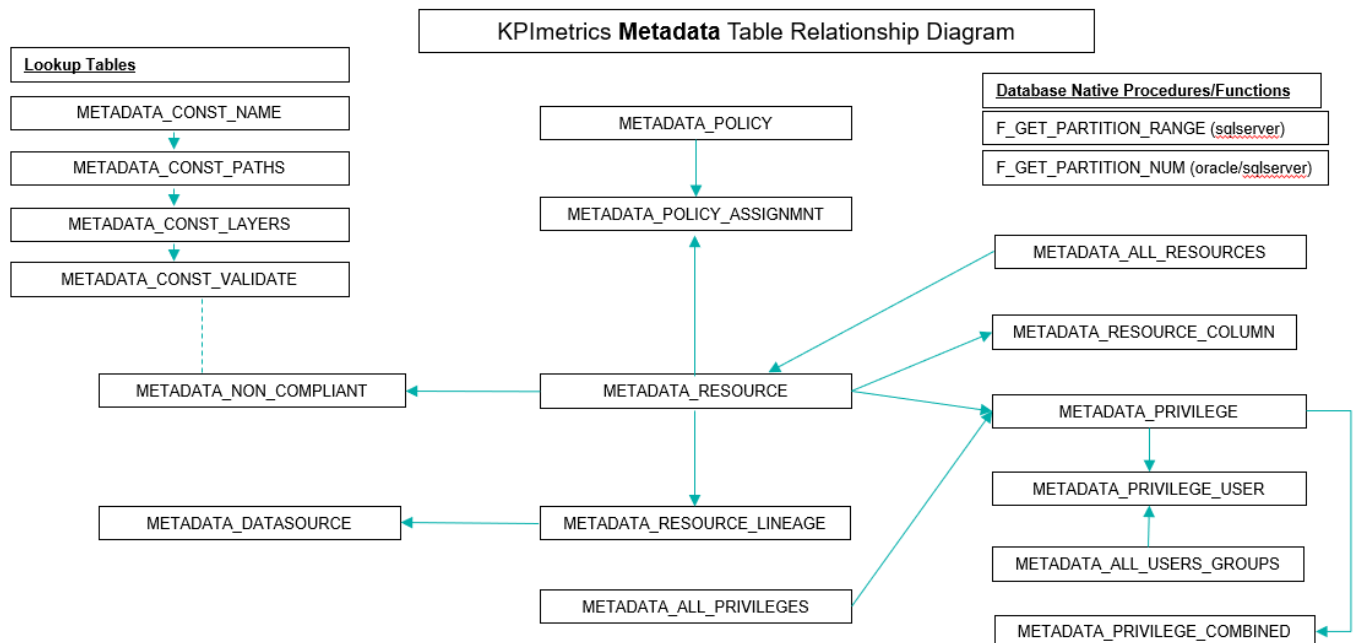 KPImetrics Metadata Table Relationship Diagram
Lookup Tables
METADATA_CONST_NAME
METADATA_CONST_PATHS
METADATA_CONST_LAYERS
METADATA_CONST_VALIDATE
METADATA_NON_COMPLIANT
METADATA_DATASOURCE
METADATA_POLICY
METADATA_POLICY_ASSIGNMNT
METADATA_RESOURCE
METADATA_RESOURCE_LINEAGE
METADATA_ALL_PRIVILEGES
Database Native Procedures/Functions
F_GET_PARTITION_RANGE (sqlserver)
F_GET_PARTITION_NUM (oracle/sqlserver)
METADATA_ALL_RESOURCES
METADATA_RESOURCE_COLUMN
METADATA_PRIVILEGE
METADATA_PRIVILEGE_USER
METADATA_ALL_USERS_GROUPS
METADATA_PRIVILEGE_COMBINED